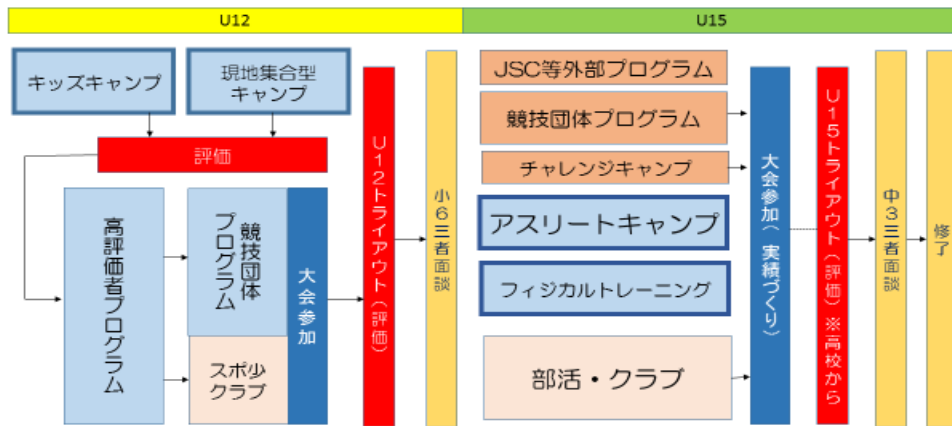 U12
U15
キッズキャンプ
現地集合型
キャンプ
評価
高評価者プログラム
競技団体
プログラム
スポ少
クラブ
大会参加
U12トライアウト(評価)
小6三者面談
JSC等外部プログラム
競技団体プログラム
チャレンジキャンプ
アスリートキャンプ
フィジカルトレーニング
部活・クラブ
大会参加(実績づくり)
U15トライアウト(評価)※高校から
中3三者面談
修了